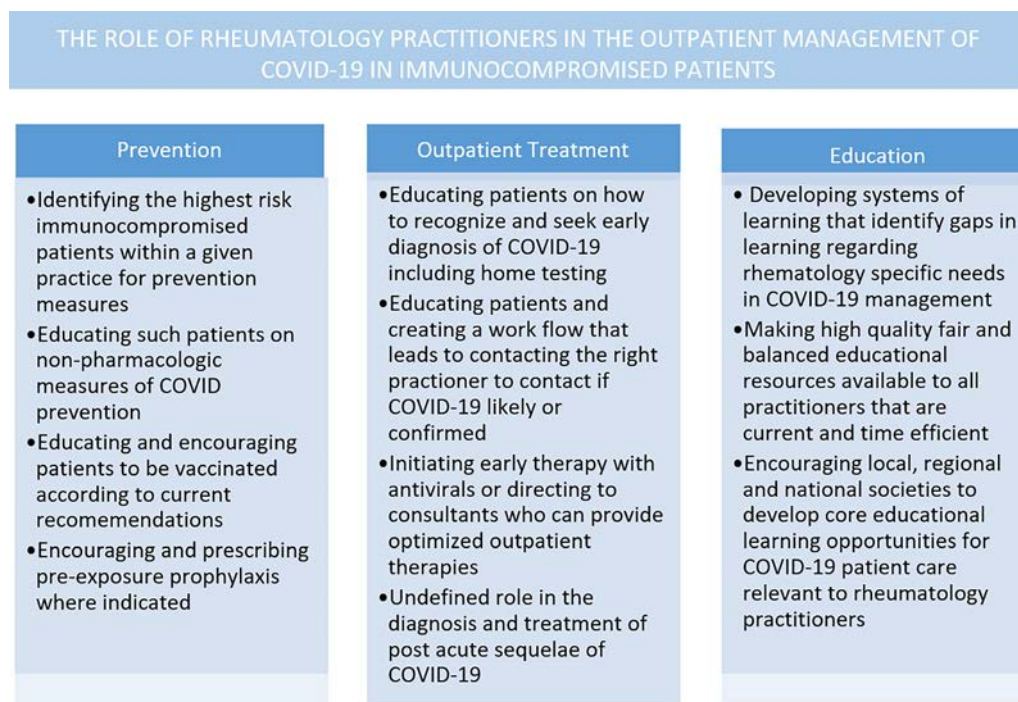 THE ROLE OF RHEUMATOLOGY PRACTITIONERS IN THE OUTPATIENT MANAGEMENT OF
COVID-19 IN IMMUNOCOMPROMISED PATIENTS
Prevention
•Identifying the highest risk
immunocompromised
patients within a given
practice for prevention
measures
•Educating such patients on
non-pharmacologic
measures of COVID
prevention
•Educating and encouraging
patients to be vaccinated
according to current
recomemendations
•Encouraging and prescribing
pre-exposure prophylaxis
where indicated
Outpatient Treatment
•Educating patients on how
to recognize and seek early
diagnosis of COVID-19
including home testing
•Educating patients and
creating a work flow that
leads to contacting the right
practioner to contact if
COVID-19 likely or
confirmed
•Initiating early therapy with
antivirals or directing to
consultants who can provide
optimized outpatient
therapies
•Undefined role in the
diagnosis and treatment of
post acute sequelae of
COVID-19
Education
• Developing systems of
learning that identify gaps in
learning regarding
rhematology specific needs
in COVID-19 management
•Making high quality fair and
balanced educational
resources available to all
practitioners that are
current and time efficient
•Encouraging local, regional
and national societies to
develop core educational
learning opportunities for
COVID-19 patient care
relevant to rheumatology
practitioners